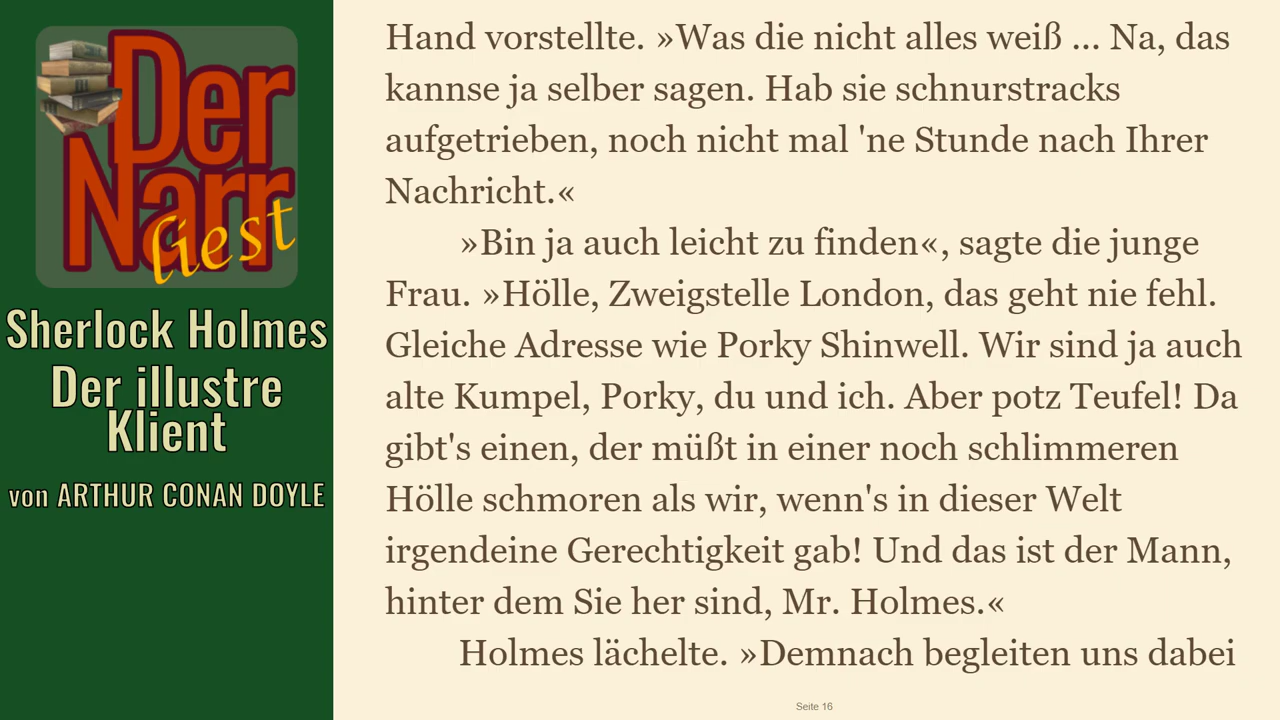 Der
Narr
liest
Sherlock Holmes
Der illustre
Klient
von ARTHUR CONAN DOYLE
Hand vorstellte. »Was die nicht alles weiß ... Na, das
kannse ja selber sagen. Hab sie schnurstracks
aufgetrieben, noch nicht mal 'ne Stunde nach Ihrer
Nachricht.«
»Bin ja auch leicht zu finden«, sagte die junge
Frau. »Hölle, Zweigstelle London, das geht nie fehl.
Gleiche Adresse wie Porky Shinwell. Wir sind ja auch
alte Kumpel, Porky, du und ich. Aber potz Teufel! Da
gibt's einen, der müßt in einer noch schlimmeren
Hölle schmoren als wir, wenn's in dieser Welt
irgendeine Gerechtigkeit gab! Und das ist der Mann,
hinter dem Sie her sind, Mr. Holmes.«
Holmes lächelte. »Demnach begleiten uns dabei
Seite 16